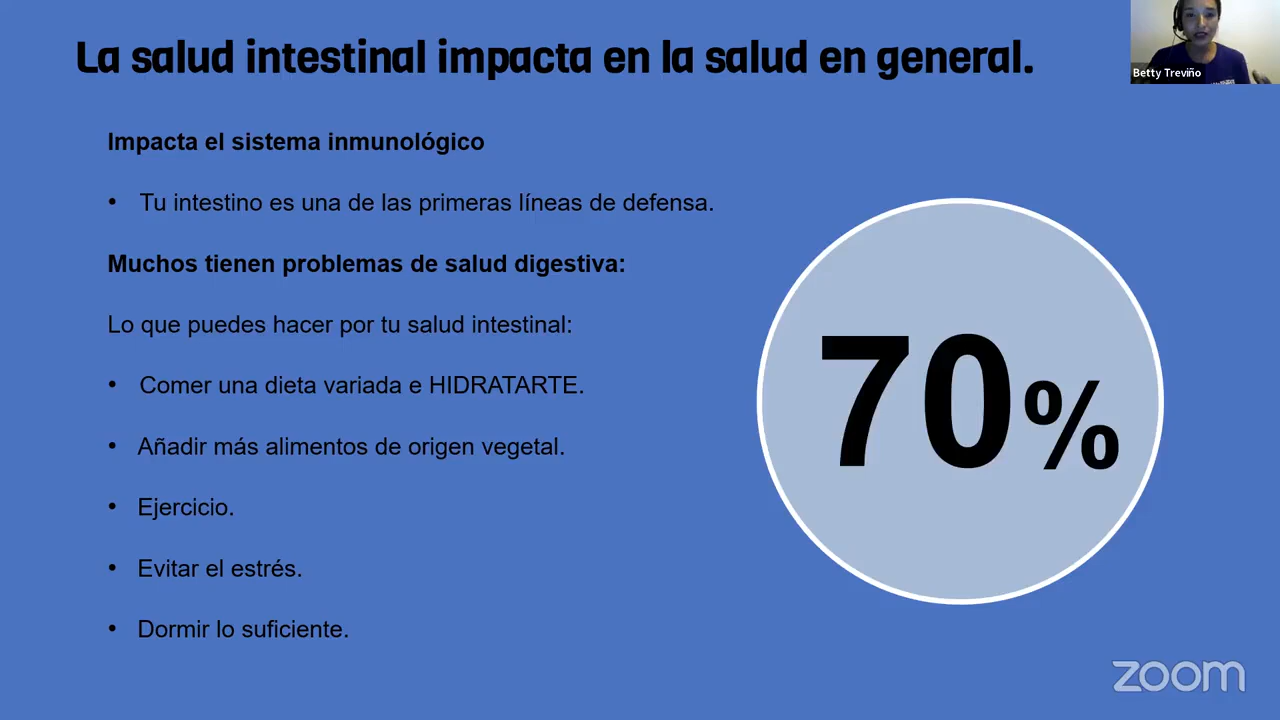 La salud intestinal impacta en la salud en general.
Betty Treviño
Impacta el sistema inmunológico
• Tu intestino es una de las primeras líneas de defensa.
Muchos tienen problemas de salud digestiva:
Lo que puedes hacer por tu salud intestinal:
• Comer una dieta variada e HIDRATARTE.
• Añadir más alimentos de origen vegetal.
• Ejercicio.
• Evitar el estrés.
• Dormir lo suficiente.
70%
zoom